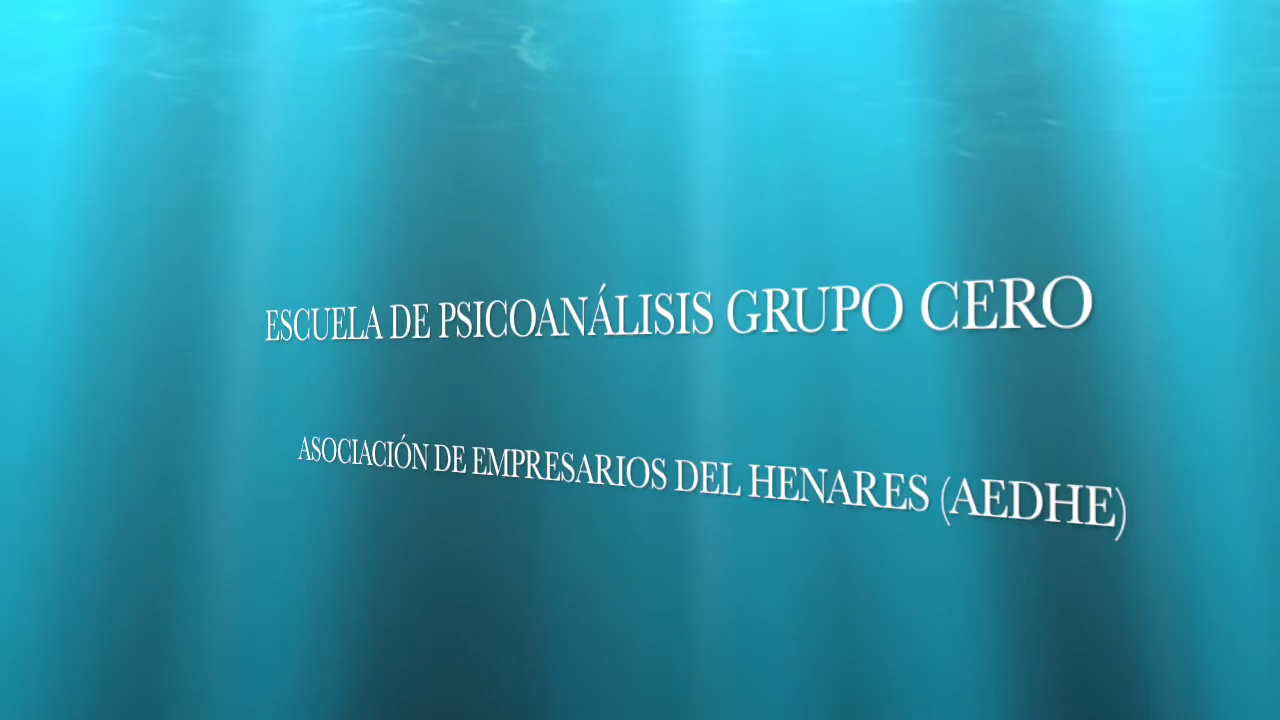 ESCUELA DE PSICOANÁLISIS GRUPO CERO
ASOCIACIÓN DE EMPRESARIOS DEL HENARES (AEDHE)